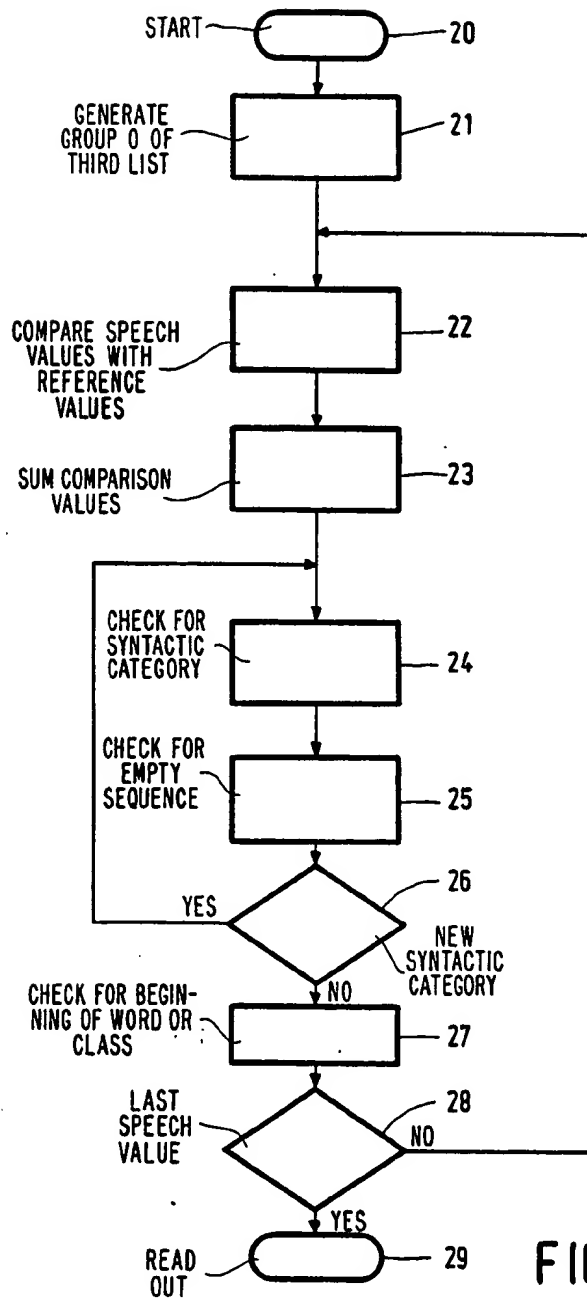 START
20
GENERATE
GROUP 0 OF
THIRD LIST
21
COMPARE SPEECH
VALUES WITH
REFERENCE
VALUES
22
SUM COMPARISON
VALUES
23
CHECK FOR
SYNTACTIC
CATEGORY
24
CHECK FOR
EMPTY
SEQUENCE
25
26
YES
NEW
SYNTACTIC
CATEGORY
NO
CHECK FOR BEGIN-
NING OF WORD OR
CLASS
27
LAST
SPEECH
VALUE
28
NO
YES
READ
OUT
29